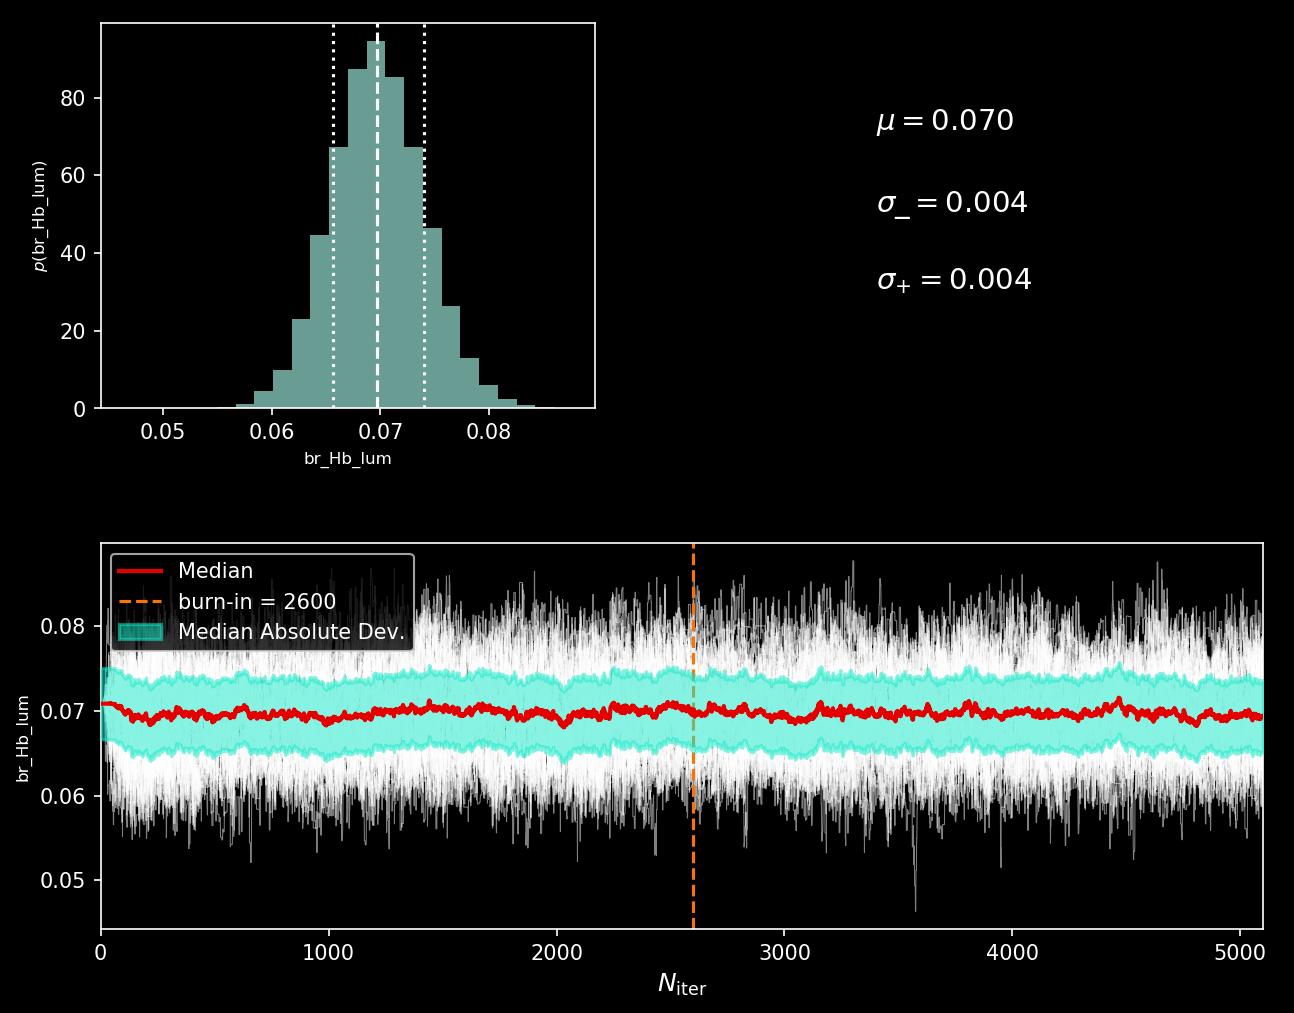 80
60
40
20
0
p(br_Hb_lum)
0.05 0.06 0.07 0.08
br_Hb_lum
μ = 0.070
σ₋ = 0.004
σ₊ = 0.004
Median
burn-in = 2600
Median Absolute Dev.
0.08
0.07
0.06
0.05
br_Hb_lum
0 1000 2000 3000 4000 5000
N_iter